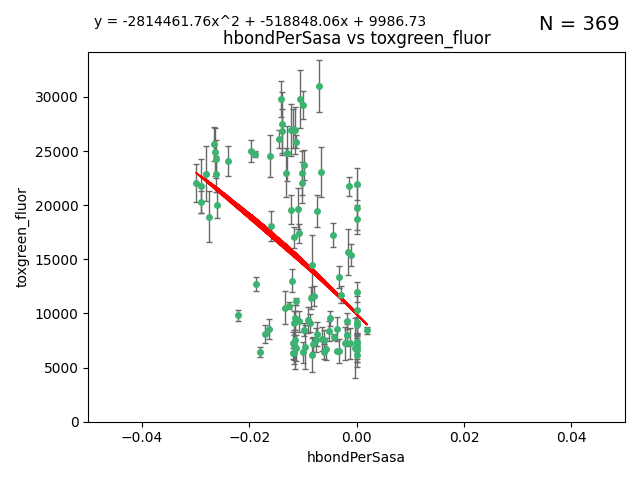 y = -2814461.76x^2 + -518848.06x + 9986.73
N = 369
hbondPerSasa vs toxgreen_fluor
toxgreen_fluor
30000
25000
20000
15000
10000
5000
0
−0.04 −0.02 0.00 0.02 0.04
hbondPerSasa